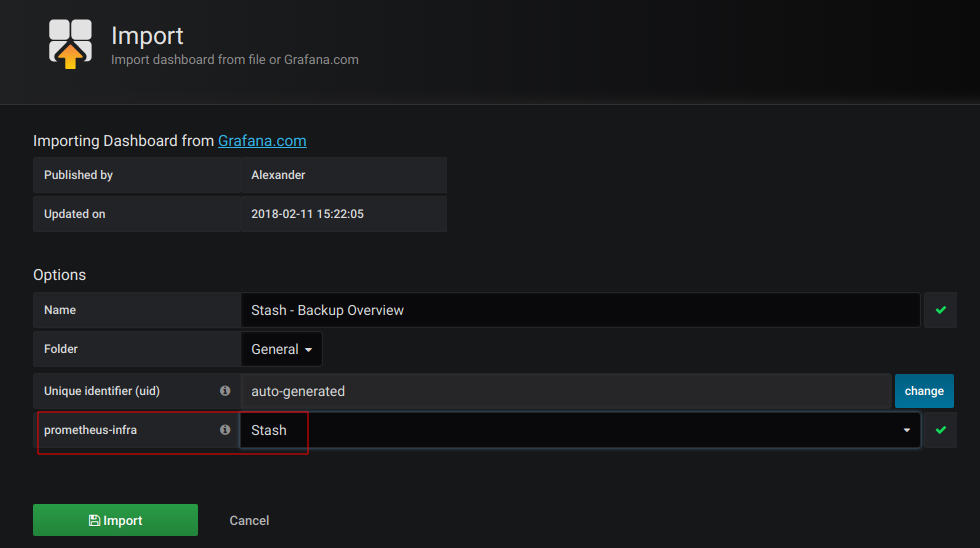 Import
Import dashboard from file or Grafana.com
Importing Dashboard from Grafana.com
Published by Alexander
Updated on 2018-02-11 15:22:05
Options
Name Stash - Backup Overview
Folder General
Unique identifier (uid) auto-generated change
prometheus-infra Stash
Import Cancel